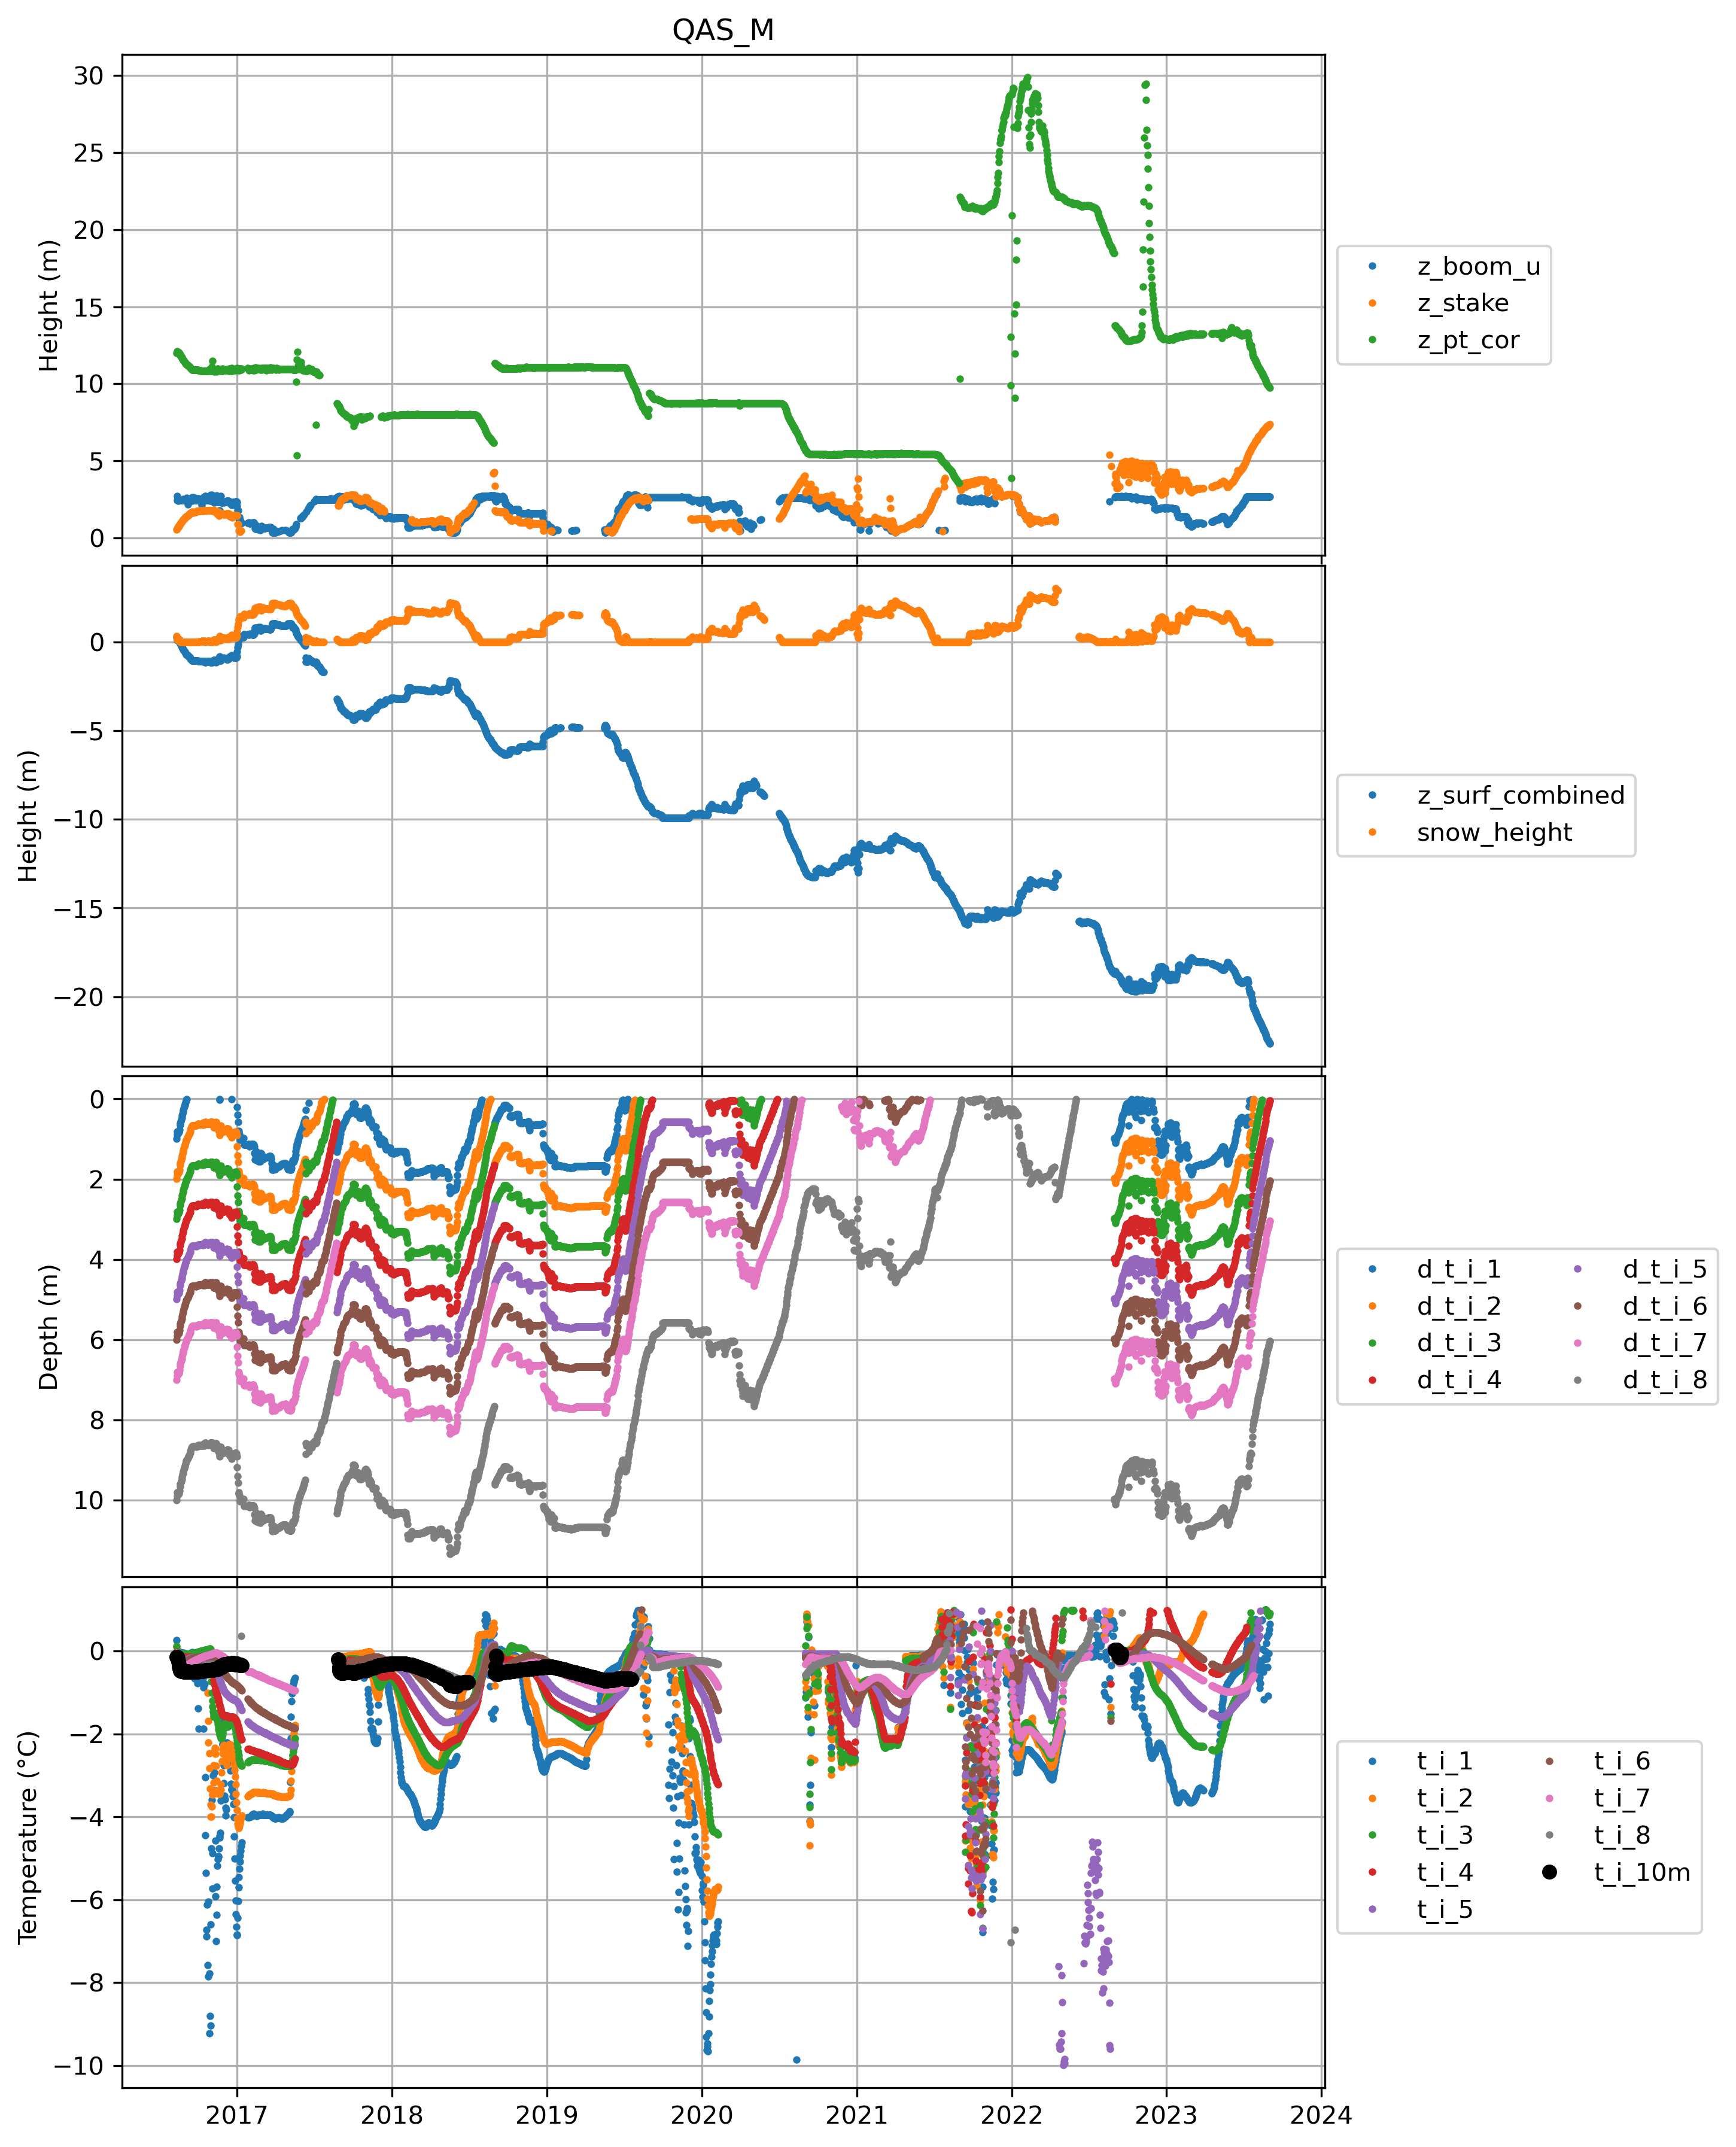 QAS_M
Height (m)
30
25
20
15
10
5
0
z_boom_u
z_stake
z_pt_cor
Height (m)
0
−5
−10
−15
−20
z_surf_combined
snow_height
Depth (m)
0
2
4
6
8
10
d_t_i_1 d_t_i_5
d_t_i_2 d_t_i_6
d_t_i_3 d_t_i_7
d_t_i_4 d_t_i_8
Temperature (°C)
0
−2
−4
−6
−8
−10
t_i_1 t_i_6
t_i_2 t_i_7
t_i_3 t_i_8
t_i_4 t_i_10m
t_i_5
2017 2018 2019 2020 2021 2022 2023 2024